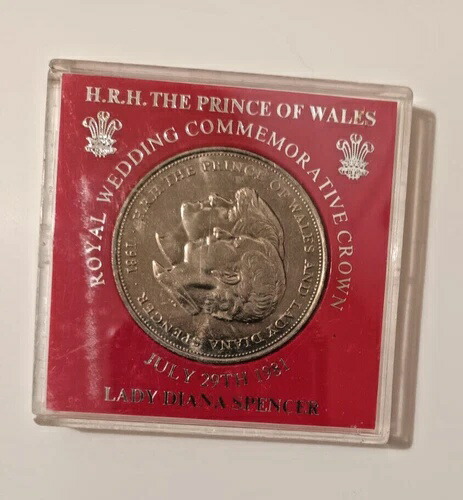 H.R.H. THE PRINCE OF WALES
ROYAL WEDDING COMMEMORATIVE CROWN
H.R.H. THE PRINCE OF WALES AND LADY DIANA SPENCER · 1981
JULY 29TH 1981
LADY DIANA SPENCER